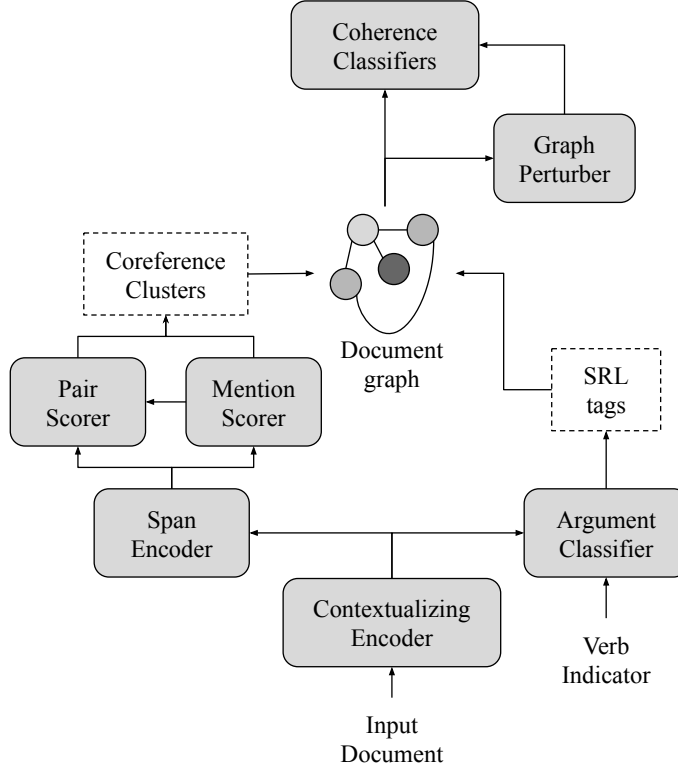 Coherence
Classifiers
Graph
Perturber
Coreference
Clusters
Document
graph
Pair
Scorer
Mention
Scorer
SRL
tags
Span
Encoder
Argument
Classifier
Contextualizing
Encoder
Verb
Indicator
Input
Document